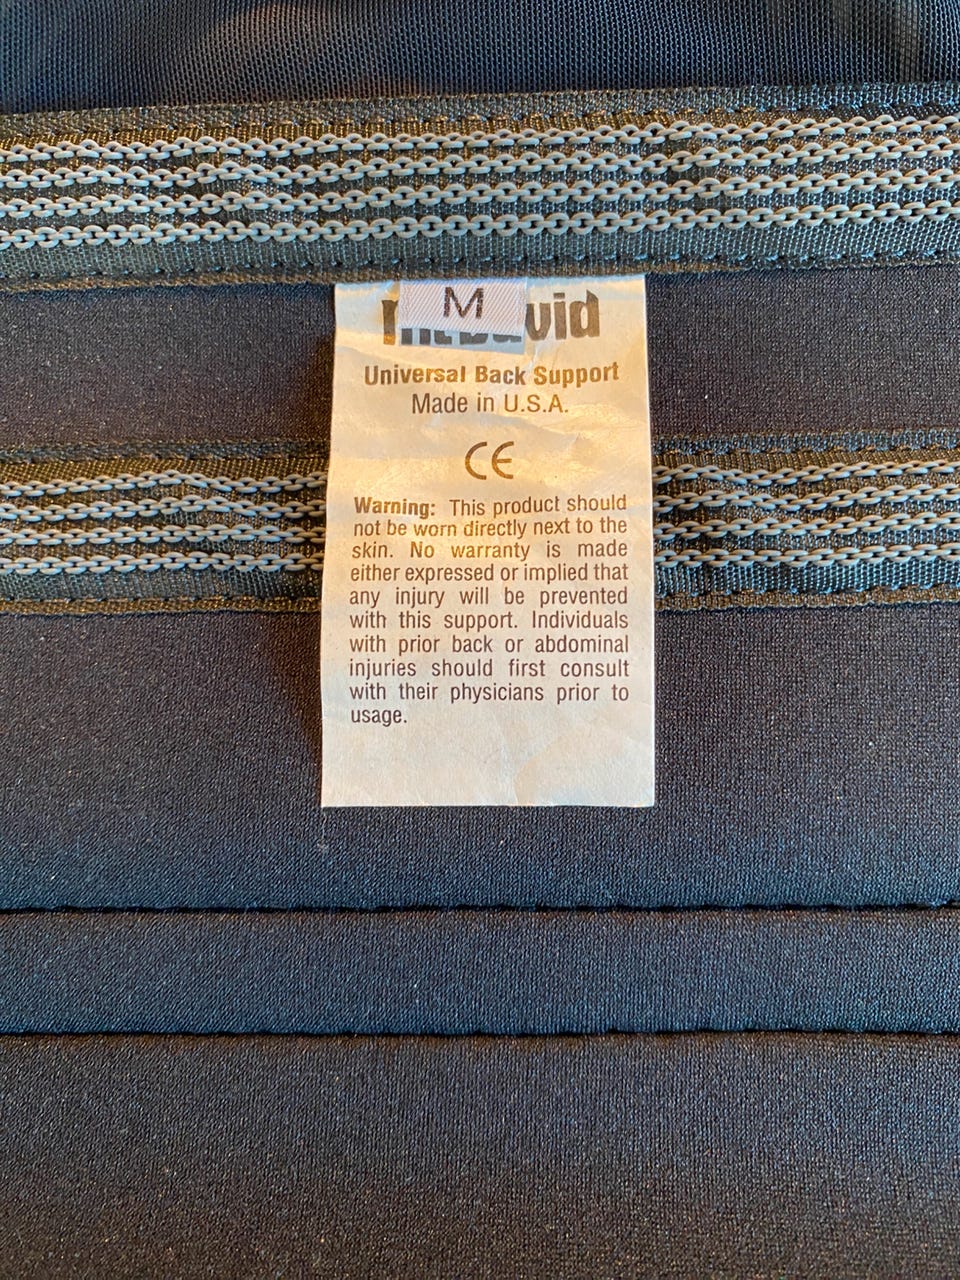 M
Universal Back Support
Made in U.S.A.
CE
Warning: This product should
not be worn directly next to the
skin. No warranty is made
either expressed or implied that
any injury will be prevented
with this support. Individuals
with prior back or abdominal
injuries should first consult
with their physicians prior to
usage.